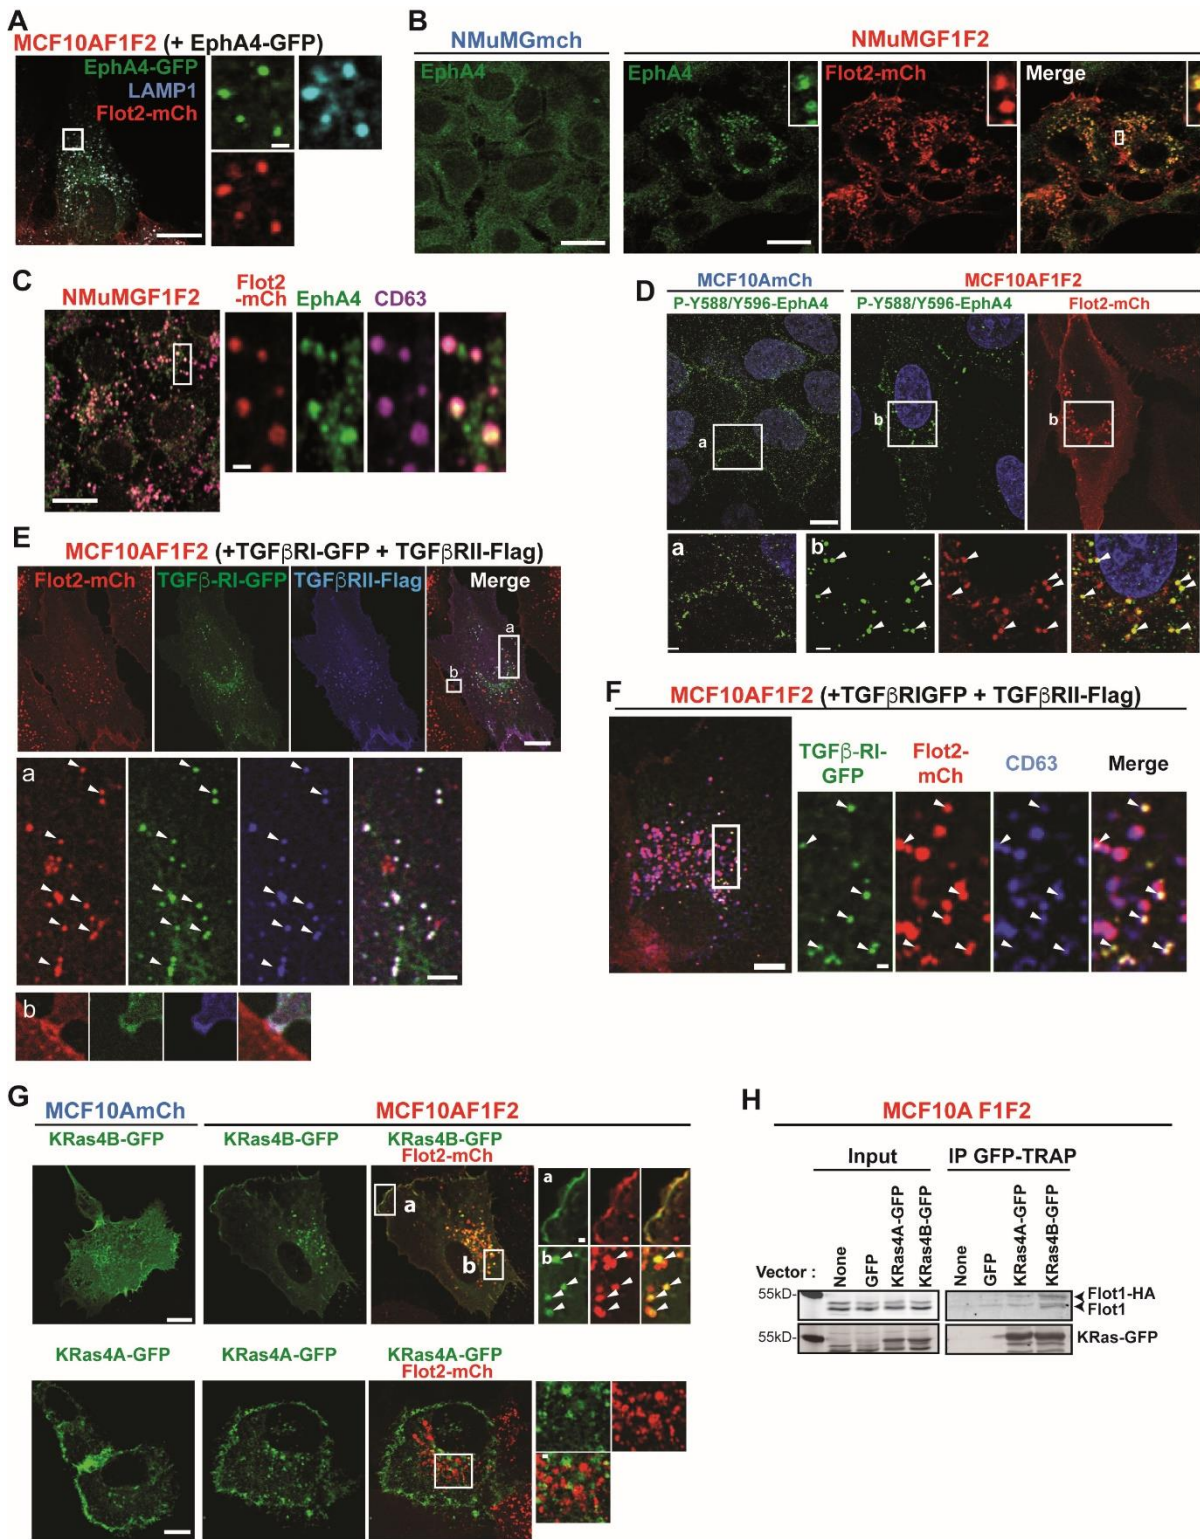 A
MCF10AF1F2 (+ EphA4-GFP)
EphA4-GFP
LAMP1
Flot2-mCh
B
NMuMGmch
NMuMGF1F2
EphA4
EphA4
Flot2-mCh
Merge
C
NMuMGF1F2
Flot2
-mCh
EphA4
CD63
D
MCF10AmCh
MCF10AF1F2
P-Y588/Y596-EphA4
P-Y588/Y596-EphA4
Flot2-mCh
a
b
b
a
b
E
MCF10AF1F2 (+TGFβRI-GFP + TGFβRII-Flag)
Flot2-mCh
TGFβ-RI-GFP
TGFβRII-Flag
Merge
a
b
a
b
F
MCF10AF1F2 (+TGFβRIGFP + TGFβRII-Flag)
TGFβ-RI-
GFP
Flot2-
mCh
CD63
Merge
G
MCF10AmCh
MCF10AF1F2
KRas4B-GFP
KRas4B-GFP
KRas4B-GFP
Flot2-mCh
a
b
a
b
KRas4A-GFP
KRas4A-GFP
KRas4A-GFP
Flot2-mCh
H
MCF10A F1F2
Input
IP GFP-TRAP
Vector :
None
GFP
KRas4A-GFP
KRas4B-GFP
None
GFP
KRas4A-GFP
KRas4B-GFP
55kD-
Flot1-HA
Flot1
55kD-
KRas-GFP